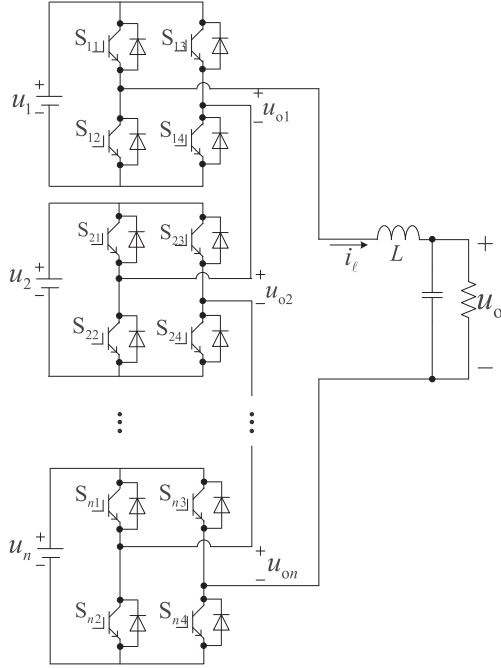 S11 S13
+
u1
−
+
uo1
−
S12 S14
S21 S23
+
u2
−
+
uo2
−
S22 S24
iℓ
L
+
uo
−
Sn1 Sn3
+
un
−
+
uon
−
Sn2 Sn4